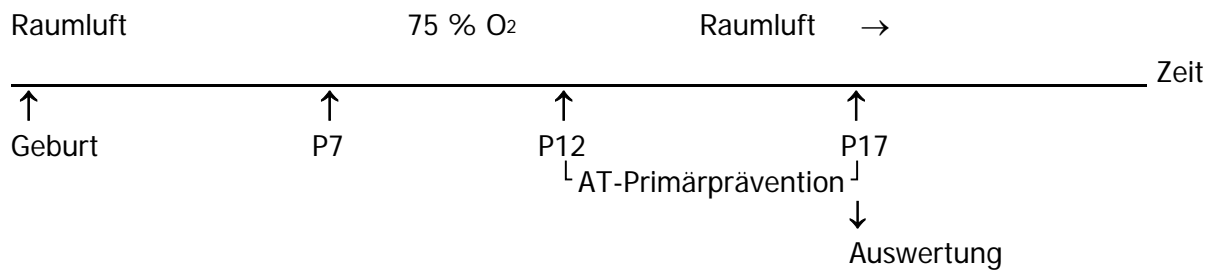 Raumluft 75 % O2 Raumluft →
Zeit
↑ ↑ ↑ ↑
Geburt P7 P12 P17
└ AT-Primärprävention ┘
↓
Auswertung